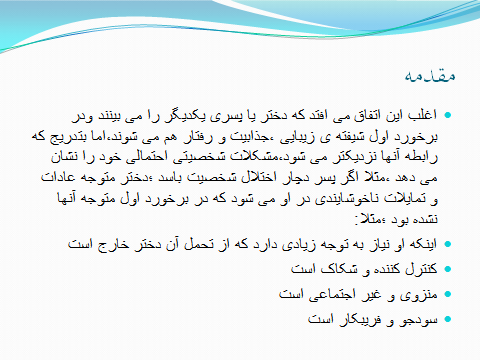 مقدمه
اغلب این اتفاق می افتد که دختر یا پسری یکدیگر را می بینند ودر
برخورد اول شیفته ی زیبایی ،جذابیت و رفتار هم می شوند،اما بتدریج که
رابطه آنها نزدیکتر می شود،مشکلات شخصیتی احتمالی خود را نشان
می دهد ،مثلا اگر پسر دچار اختلال شخصیت باسد ؛دختر متوجه عادات
و تمایلات ناخوشایندی در او می شود که در برخورد اول متوجه آنها
نشده بود ؛مثلا:
اینکه او نیاز به توجه زیادی دارد که از تحمل آن دختر خارج است
کنترل کننده و شکاک است
منزوی و غیر اجتماعی است
سودجو و فریبکار است